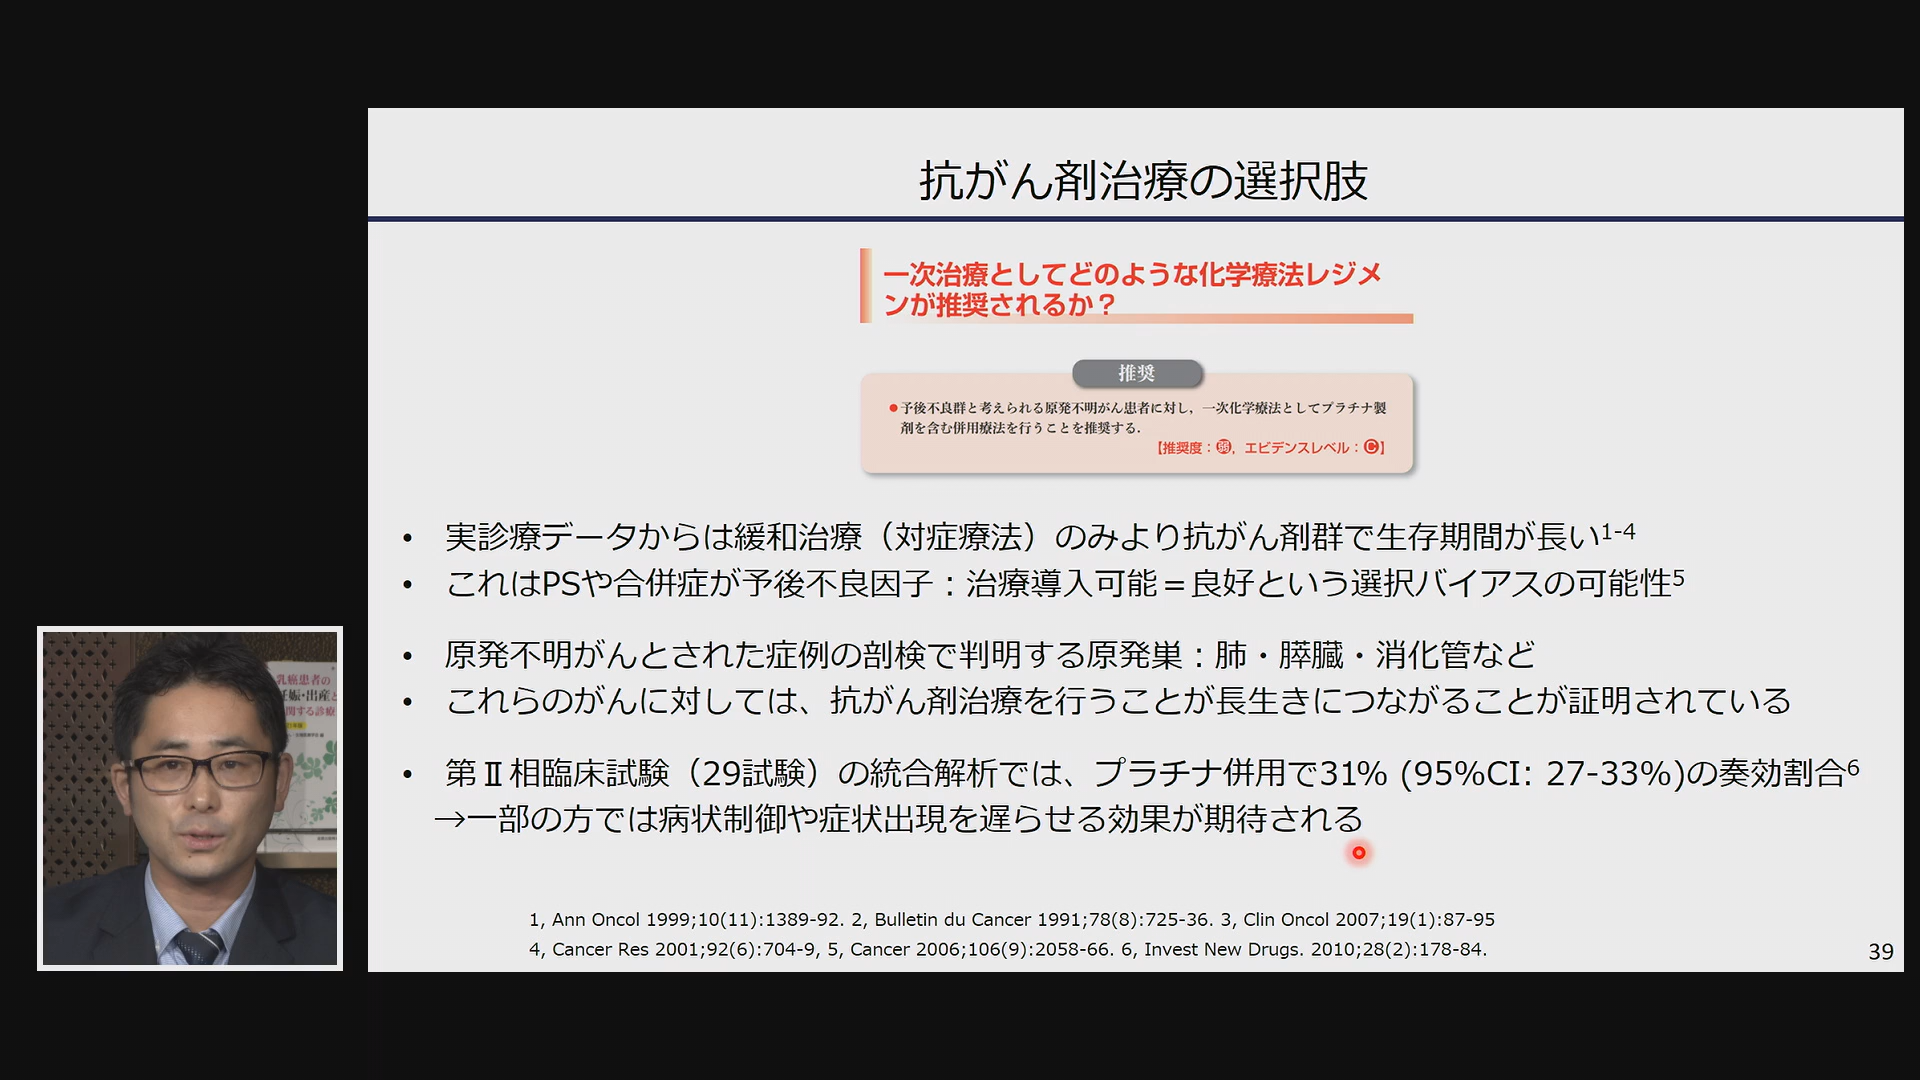 抗がん剤治療の選択肢
一次治療としてどのような化学療法レジメ
ンが推奨されるか？
推奨
●予後不良群と考えられる原発不明がん患者に対し，一次化学療法としてプラチナ製
剤を含む併用療法を行うことを推奨する．
【推奨度：弱，エビデンスレベル：C】
• 実診療データからは緩和治療（対症療法）のみより抗がん剤群で生存期間が長い1-4
• これはPSや合併症が予後不良因子：治療導入可能＝良好という選択バイアスの可能性5
• 原発不明がんとされた症例の剖検で判明する原発巣：肺・膵臓・消化管など
• これらのがんに対しては、抗がん剤治療を行うことが長生きにつながることが証明されている
• 第Ⅱ相臨床試験（29試験）の統合解析では、プラチナ併用で31% (95%CI: 27-33%)の奏効割合6
→一部の方では病状制御や症状出現を遅らせる効果が期待される
1, Ann Oncol 1999;10(11):1389-92. 2, Bulletin du Cancer 1991;78(8):725-36. 3, Clin Oncol 2007;19(1):87-95
4, Cancer Res 2001;92(6):704-9, 5, Cancer 2006;106(9):2058-66. 6, Invest New Drugs. 2010;28(2):178-84.
39
乳癌患者の
妊娠・出産と
関する診療